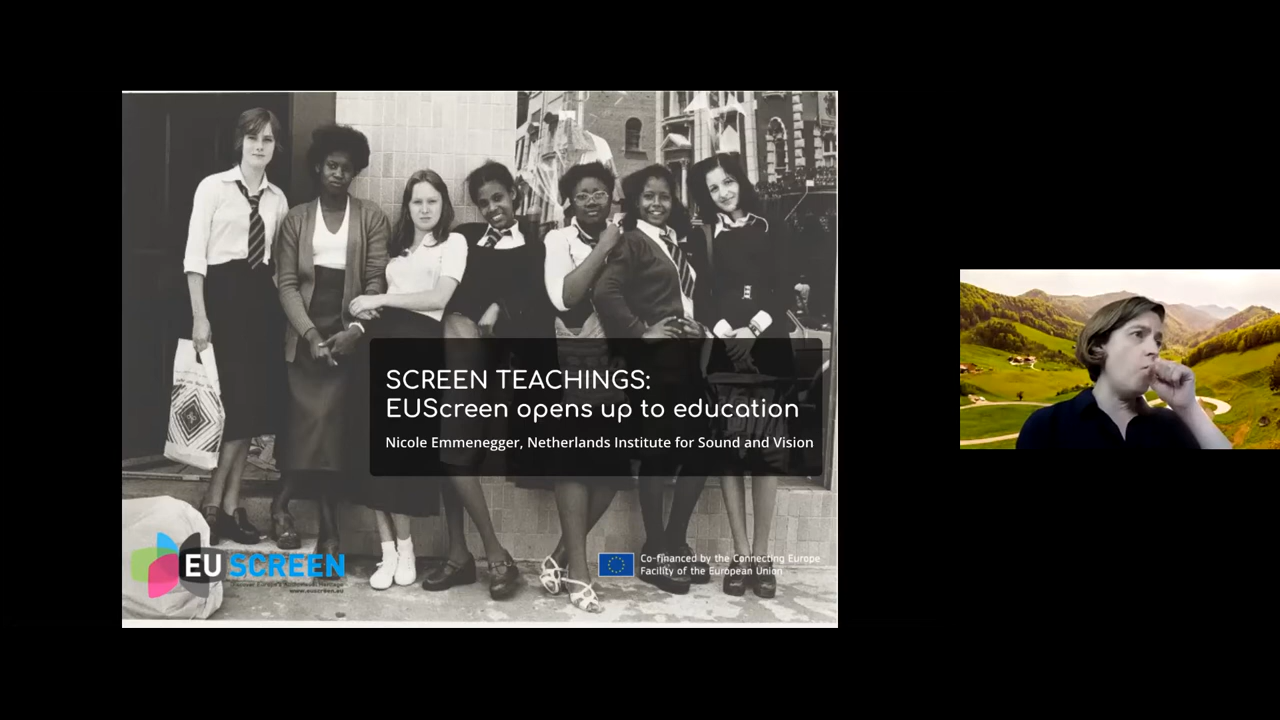 SCREEN TEACHINGS:
EUScreen opens up to education
Nicole Emmenegger, Netherlands Institute for Sound and Vision
EU SCREEN
www.euscreen.eu
Co-financed by the Connecting Europe
Facility of the European Union